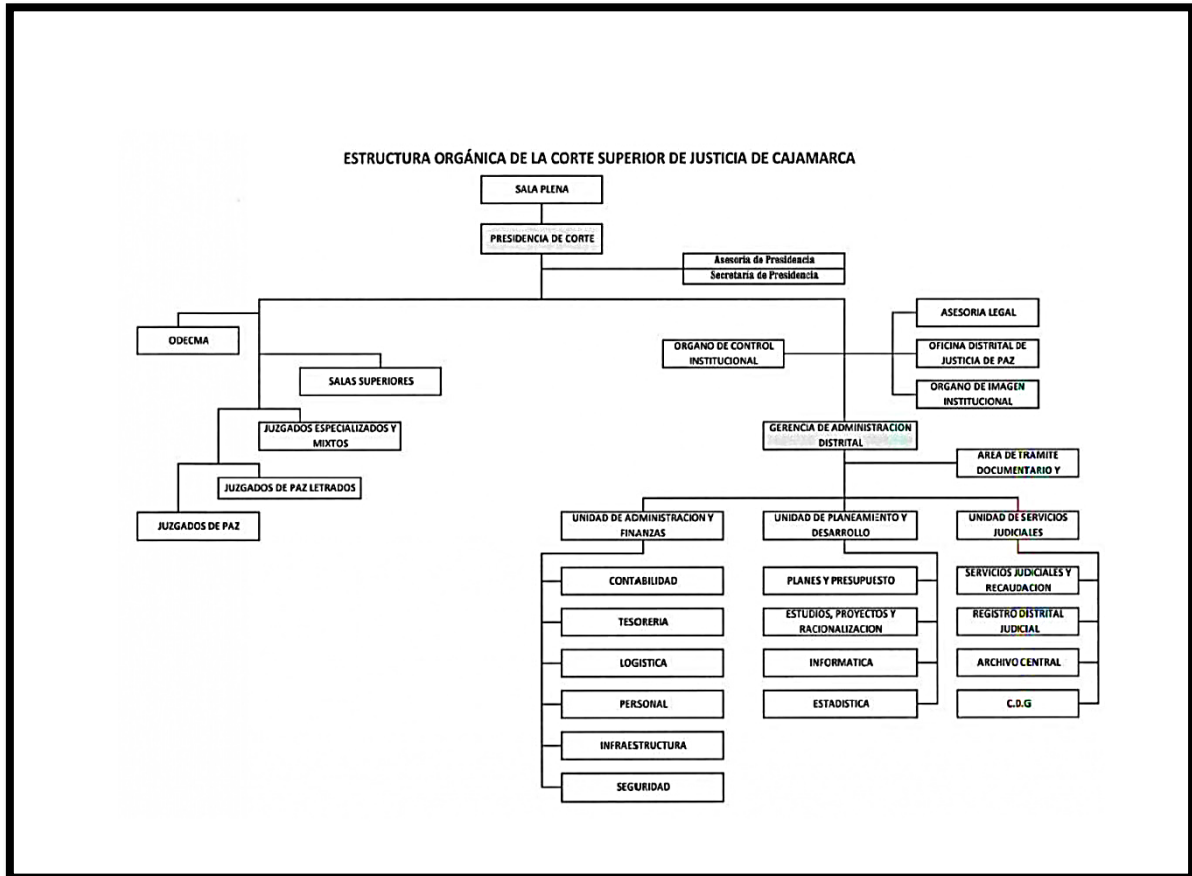 ESTRUCTURA ORGÁNICA DE LA CORTE SUPERIOR DE JUSTICIA DE CAJAMARCA
SALA PLENA
PRESIDENCIA DE CORTE
Asesoría de Presidencia
Secretaría de Presidencia
ODECMA
SALAS SUPERIORES
JUZGADOS ESPECIALIZADOS Y
MIXTOS
JUZGADOS DE PAZ LETRADOS
JUZGADOS DE PAZ
ORGANO DE CONTROL
INSTITUCIONAL
ASESORIA LEGAL
OFICINA DISTRITAL DE
JUSTICIA DE PAZ
ORGANO DE IMAGEN
INSTITUCIONAL
GERENCIA DE ADMINISTRACION
DISTRITAL
AREA DE TRAMITE
DOCUMENTARIO Y
UNIDAD DE ADMINISTRACION Y
FINANZAS
CONTABILIDAD
TESORERIA
LOGISTICA
PERSONAL
INFRAESTRUCTURA
SEGURIDAD
UNIDAD DE PLANEAMIENTO Y
DESARROLLO
PLANES Y PRESUPUESTO
ESTUDIOS, PROYECTOS Y
RACIONALIZACION
INFORMATICA
ESTADISTICA
UNIDAD DE SERVICIOS
JUDICIALES
SERVICIOS JUDICIALES Y
RECAUDACION
REGISTRO DISTRITAL
JUDICIAL
ARCHIVO CENTRAL
C.D.G